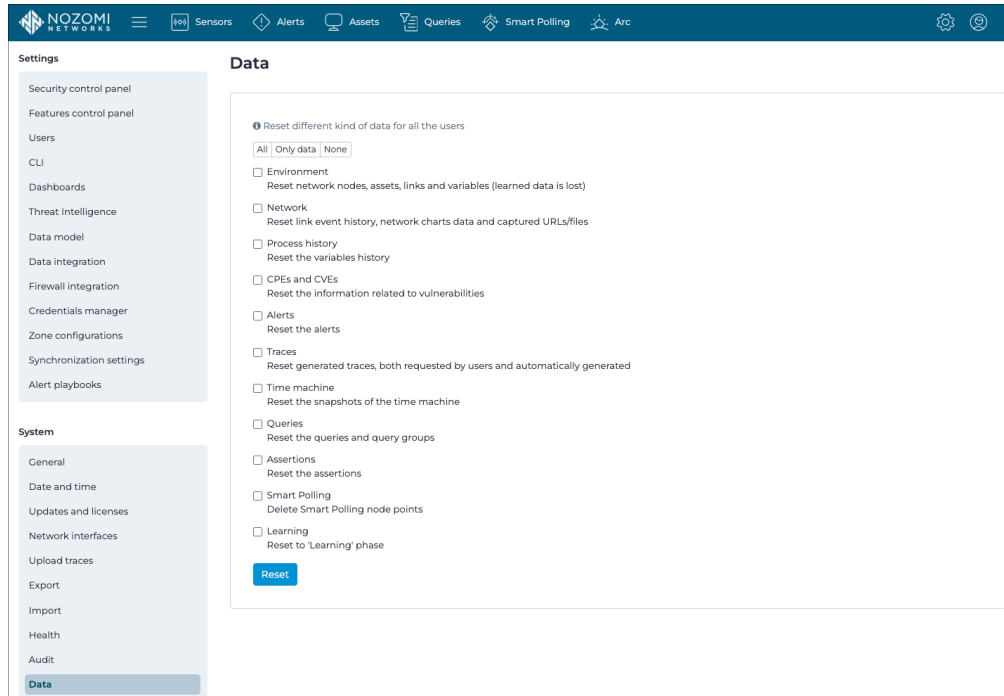 NOZOMI
NETWORKS
Sensors
Alerts
Assets
Queries
Smart Polling
Arc
Settings
Security control panel
Features control panel
Users
CLI
Dashboards
Threat Intelligence
Data model
Data integration
Firewall integration
Credentials manager
Zone configurations
Synchronization settings
Alert playbooks
System
General
Date and time
Updates and licenses
Network interfaces
Upload traces
Export
Import
Health
Audit
Data
Data
Reset different kind of data for all the users
All Only data None
Environment
Reset network nodes, assets, links and variables (learned data is lost)
Network
Reset link event history, network charts data and captured URLs/files
Process history
Reset the variables history
CPEs and CVEs
Reset the information related to vulnerabilities
Alerts
Reset the alerts
Traces
Reset generated traces, both requested by users and automatically generated
Time machine
Reset the snapshots of the time machine
Queries
Reset the queries and query groups
Assertions
Reset the assertions
Smart Polling
Delete Smart Polling node points
Learning
Reset to 'Learning' phase
Reset